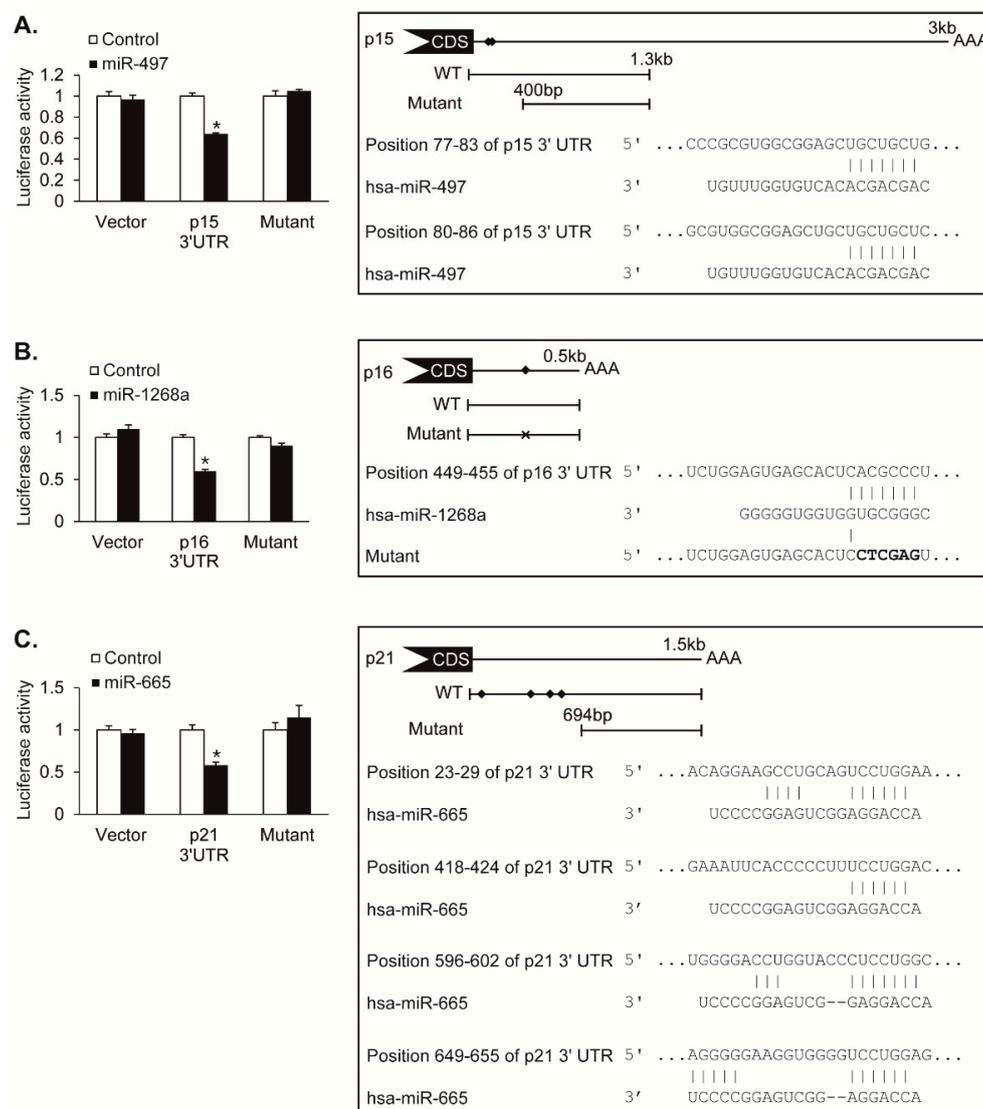 A.
Control
miR-497
Luciferase activity
1.2
1
0.8
0.6
0.4
0.2
0
*
Vector
p15
3'UTR
Mutant
p15
CDS
3kb
AAA
WT
1.3kb
Mutant
400bp
Position 77-83 of p15 3' UTR 5' ...CCCGCGUGGCGGAGCUGCUGCUG...
hsa-miR-497 3' UGUUUGGUGUCACACGACGAC
Position 80-86 of p15 3' UTR 5' ...GCGUGGCGGAGCUGCUGCUGCUC...
hsa-miR-497 3' UGUUUGGUGUCACACGACGAC
B.
Control
miR-1268a
Luciferase activity
1.5
1
0.5
0
*
Vector
p16
3'UTR
Mutant
p16
CDS
0.5kb
AAA
WT
Mutant
Position 449-455 of p16 3' UTR 5' ...UCUGGAGUGAGCACUCACGCCCU...
hsa-miR-1268a 3' GGGGGUGGUGGUGCGGGC
Mutant 5' ...UCUGGAGUGAGCACUCCTCGAGU...
C.
Control
miR-665
Luciferase activity
1.5
1
0.5
0
*
Vector
p21
3'UTR
Mutant
p21
CDS
1.5kb
AAA
WT
Mutant
694bp
Position 23-29 of p21 3' UTR 5' ...ACAGGAAGCCUGCAGUCCUGGAA...
hsa-miR-665 3' UCCCCGGAGUCGGAGGACCA
Position 418-424 of p21 3' UTR 5' ...GAAAUUCACCCCCUUUCCUGGAC...
hsa-miR-665 3' UCCCCGGAGUCGGAGGACCA
Position 596-602 of p21 3' UTR 5' ...UGGGGACCUGGUACCCUCCUGGC...
hsa-miR-665 3' UCCCCGGAGUCG--GAGGACCA
Position 649-655 of p21 3' UTR 5' ...AGGGGGAAGGUGGGGUCCUGGAG...
hsa-miR-665 3' UCCCCGGAGUCGG--AGGACCA